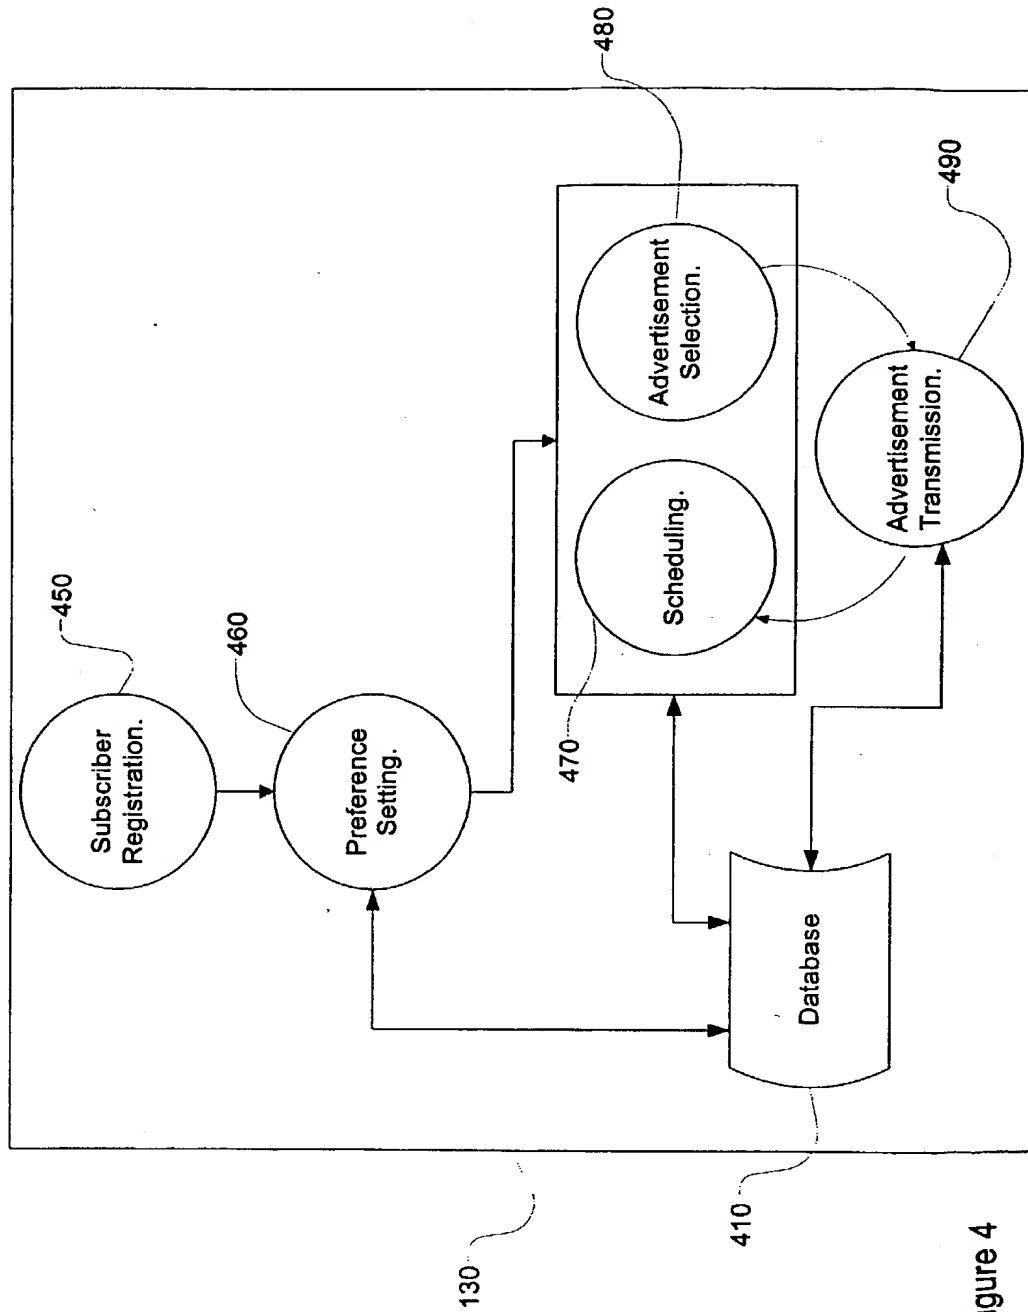 450
Subscriber
Registration.
460
Preference
Setting.
480
Advertisement
Selection.
470
Scheduling.
490
Advertisement
Transmission.
Database
410
130
gure 4